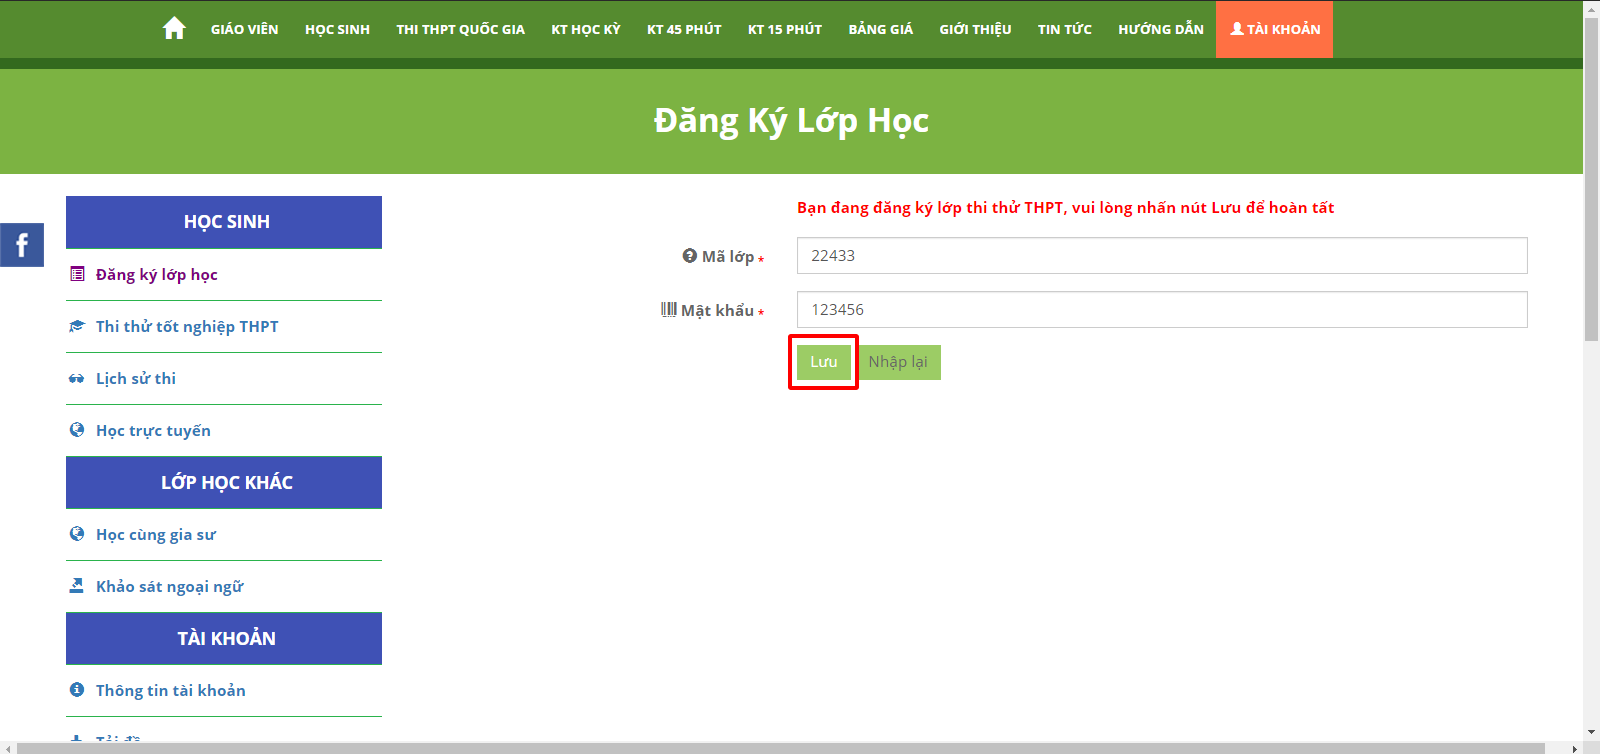 GIÁO VIÊN HỌC SINH THI THPT QUỐC GIA KT HỌC KỲ KT 45 PHÚT KT 15 PHÚT BẢNG GIÁ GIỚI THIỆU TIN TỨC HƯỚNG DẪN TÀI KHOẢN
Đăng Ký Lớp Học
HỌC SINH
Đăng ký lớp học
Thi thử tốt nghiệp THPT
Lịch sử thi
Học trực tuyến
LỚP HỌC KHÁC
Học cùng gia sư
Khảo sát ngoại ngữ
TÀI KHOẢN
Thông tin tài khoản
Bạn đang đăng ký lớp thi thử THPT, vui lòng nhấn nút Lưu để hoàn tất
Mã lớp * 22433
Mật khẩu * 123456
Lưu Nhập lại